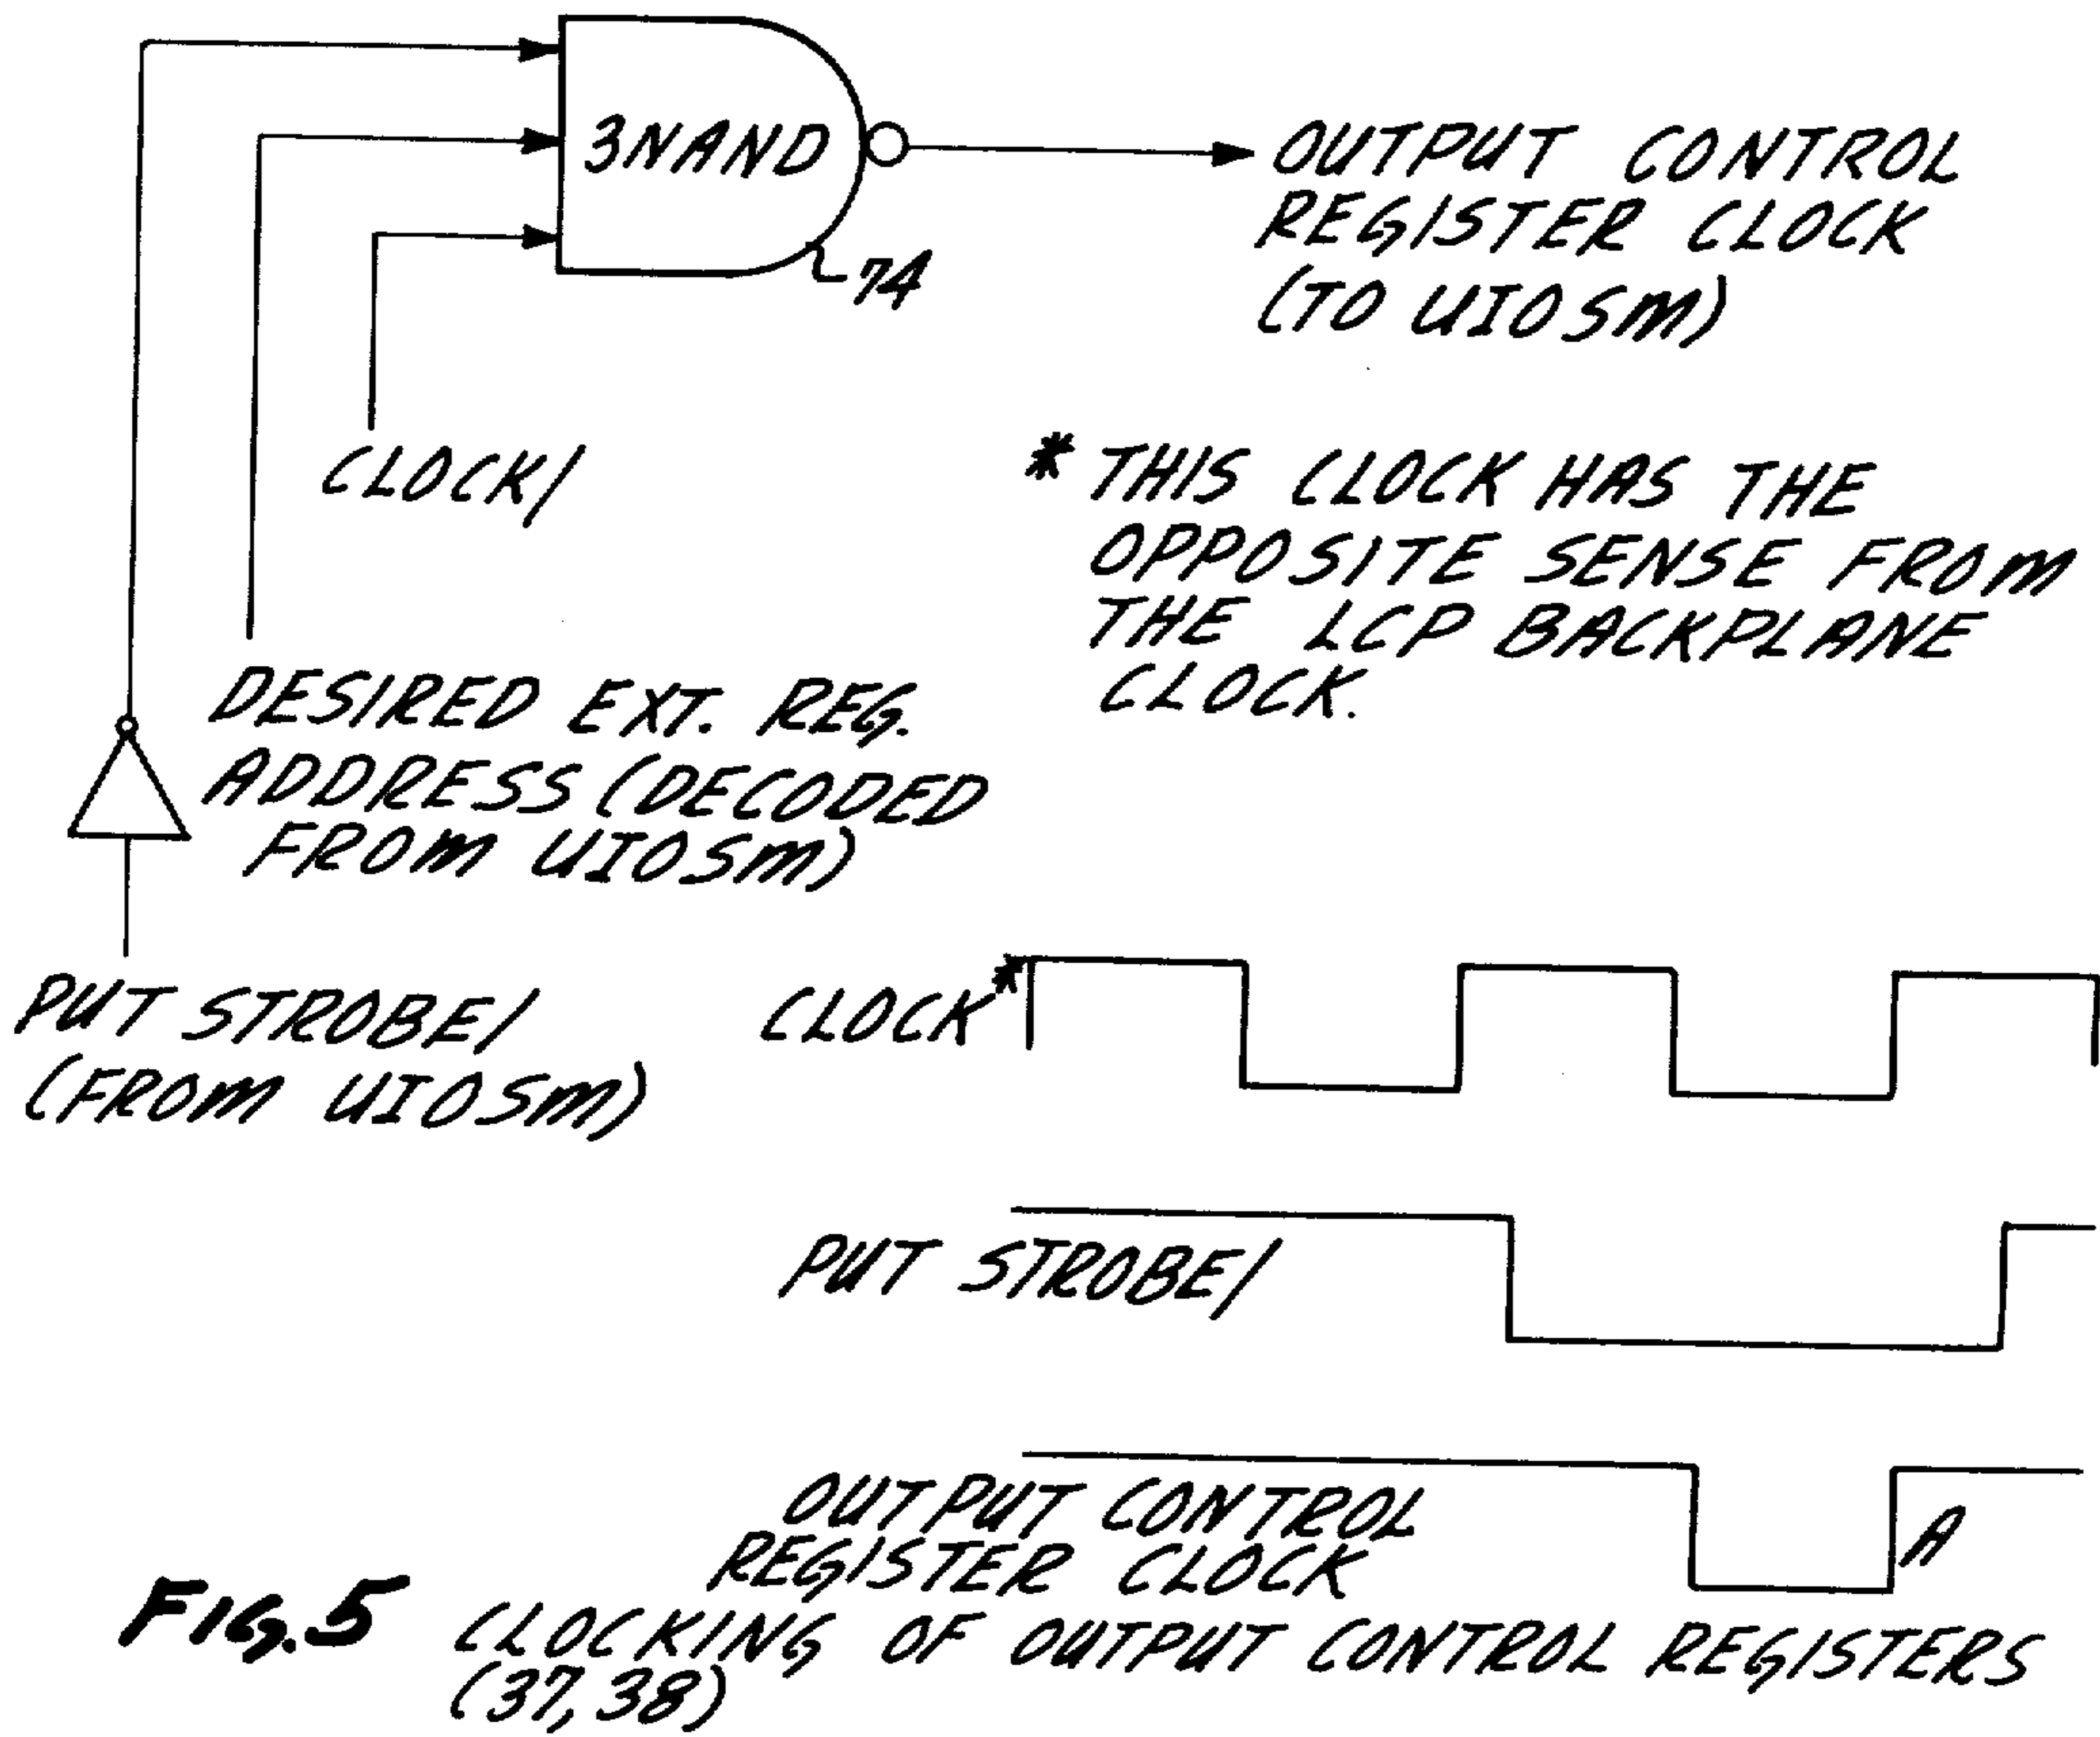 3NAND
74
OUTPUT CONTROL
REGISTER CLOCK
(TO UIOSM)
CLOCK/
* THIS CLOCK HAS THE
OPPOSITE SENSE FROM
THE LCP BACKPLANE
CLOCK.
DESIRED EXT. REG.
ADDRESS (DECODED
FROM UIOSM)
PUT STROBE/
(FROM UIOSM)
CLOCK*
PUT STROBE/
OUTPUT CONTROL
REGISTER CLOCK
A
FIG.5 CLOCKING OF OUTPUT CONTROL REGISTERS
(37,38)